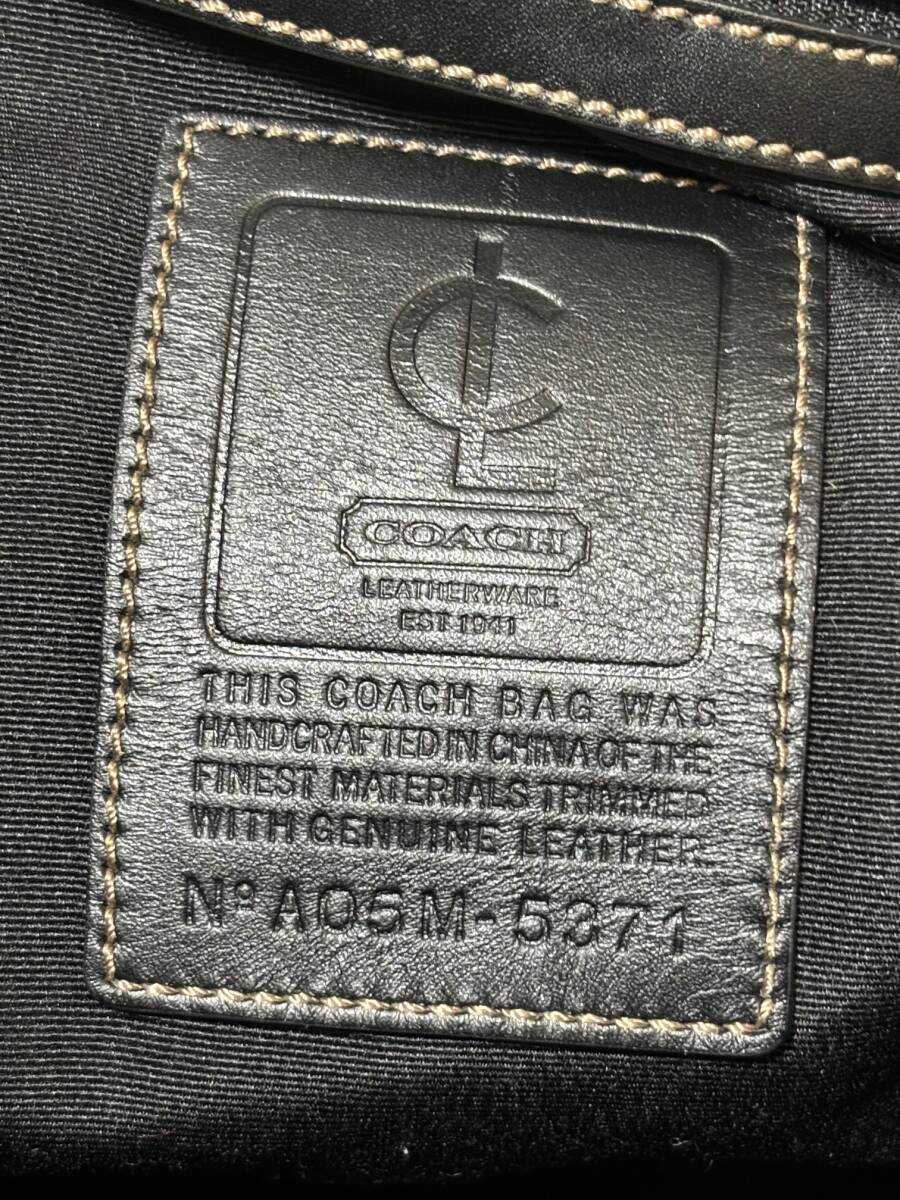 CL
COACH
LEATHERWARE
EST 1941
THIS COACH BAG WAS
HANDCRAFTED IN CHINA OF THE
FINEST MATERIALS TRIMMED
WITH GENUINE LEATHER.
Nº A05M-5371